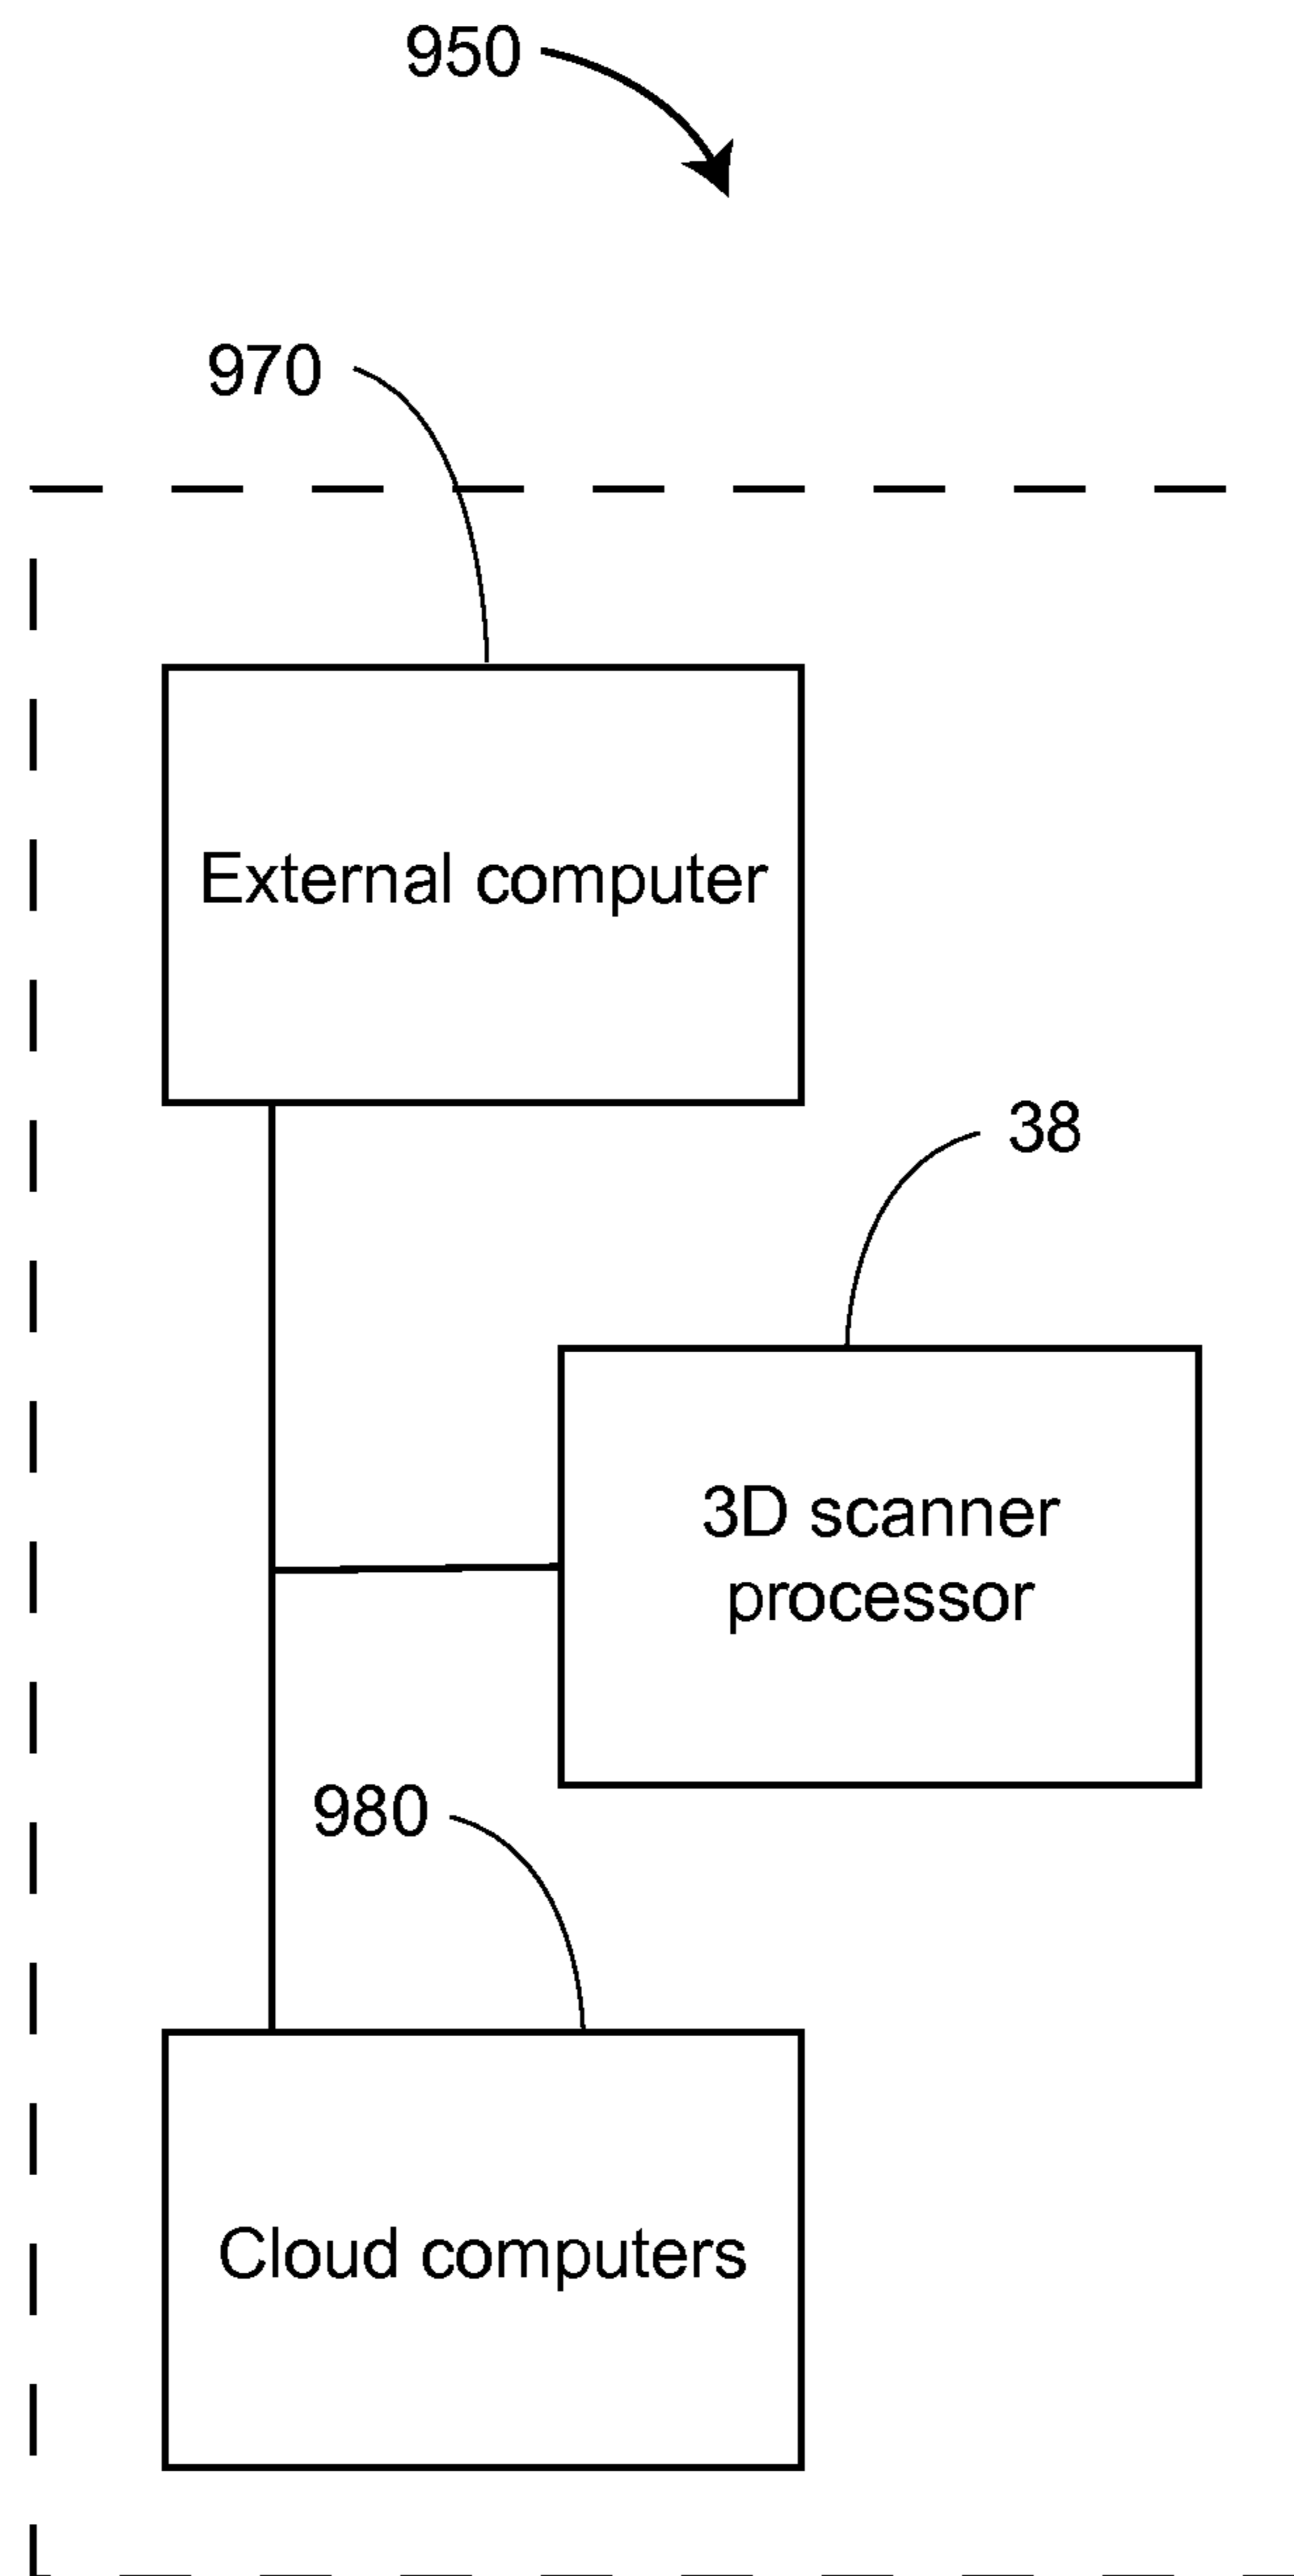 950
970
External computer
38
3D scanner
processor
980
Cloud computers